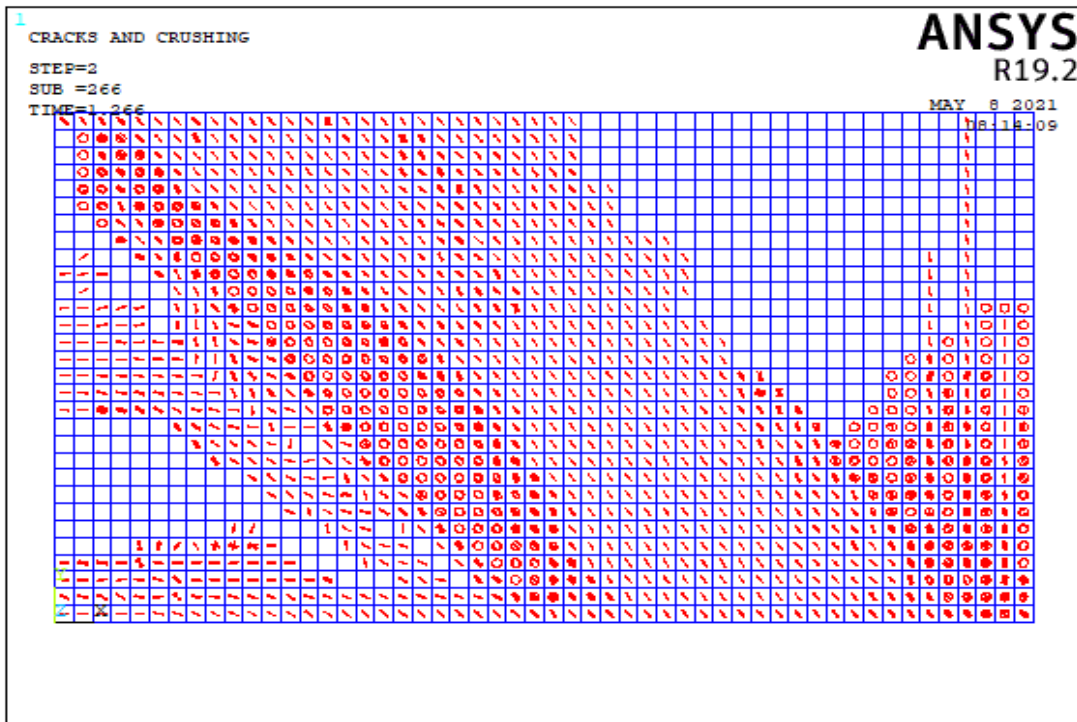 1
CRACKS AND CRUSHING
STEP=2
SUB =266
TIME=1.266
ANSYS
R19.2
MAY  8 2021
08:14:09
Y
Z X